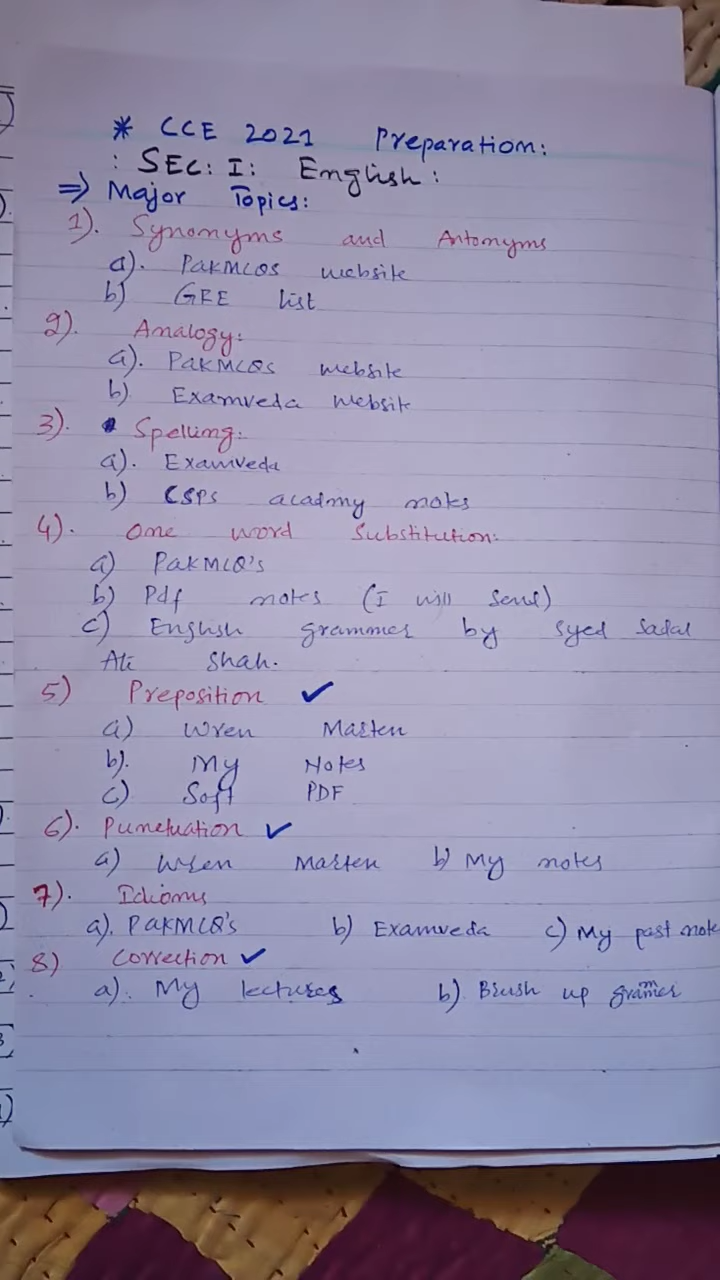 * CCE 2021 Preparation:
: SEC: I: English:
⇒ Major Topics:
1). Synonyms and Antonyms
a). PakMCQs website
b) GRE list
2). Analogy:
a). PakMCQs website
b) Examveda website
3). Spelling:
a). Examveda
b) CSPS acadmy notes
4). One word Substitution:
a) PakMCQ's
b) Pdf notes (I will send)
c) English grammer by Syed Sadat
Ali Shah.
5) Preposition ✓
a) Wren Marten
b). My Notes
c) Soft PDF
6). Punctuation ✓
a) Wren Marten b) My notes
7). Idioms
a). PakMCQ's b) Examveda c) My past note
8) Correction ✓
a). My lectures b). Brush up grammer